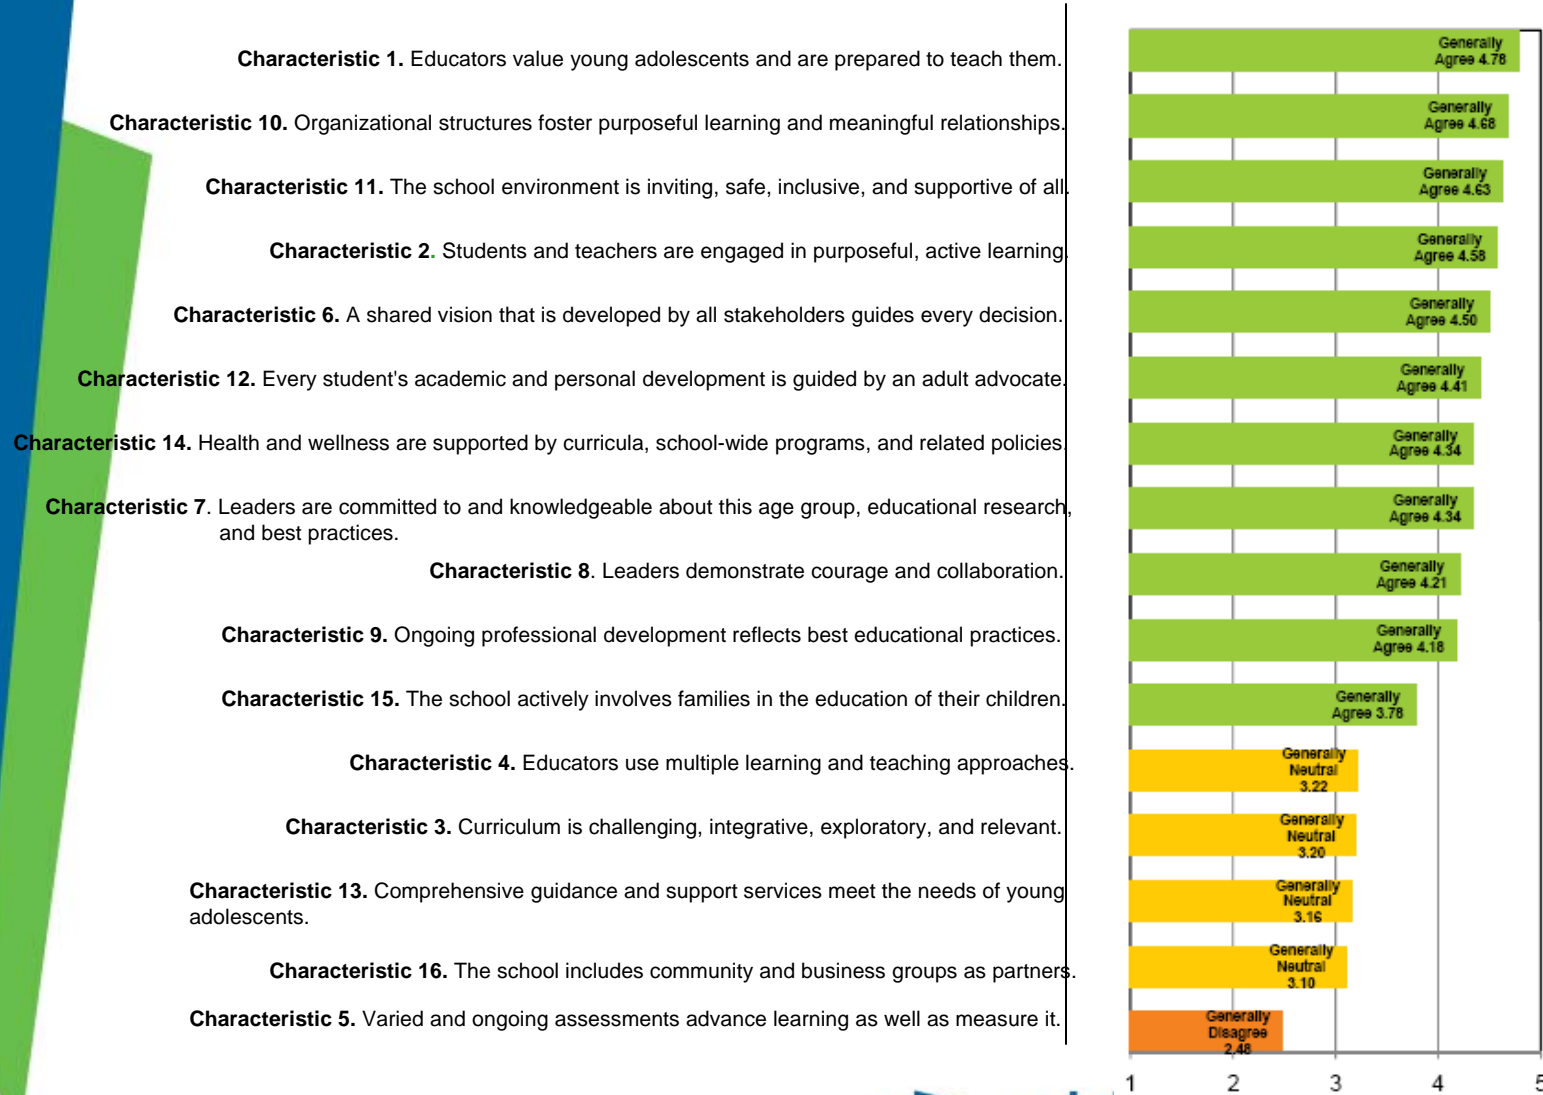 Characteristic 1. Educators value young adolescents and are prepared to teach them.
Generally
Agree 4.78
Characteristic 10. Organizational structures foster purposeful learning and meaningful relationships.
Generally
Agree 4.68
Characteristic 11. The school environment is inviting, safe, inclusive, and supportive of all.
Generally
Agree 4.63
Characteristic 2. Students and teachers are engaged in purposeful, active learning.
Generally
Agree 4.58
Characteristic 6. A shared vision that is developed by all stakeholders guides every decision.
Generally
Agree 4.50
Characteristic 12. Every student's academic and personal development is guided by an adult advocate.
Generally
Agree 4.41
Characteristic 14. Health and wellness are supported by curricula, school-wide programs, and related policies.
Generally
Agree 4.34
Characteristic 7. Leaders are committed to and knowledgeable about this age group, educational research,
and best practices.
Generally
Agree 4.34
Characteristic 8. Leaders demonstrate courage and collaboration.
Generally
Agree 4.21
Characteristic 9. Ongoing professional development reflects best educational practices.
Generally
Agree 4.18
Characteristic 15. The school actively involves families in the education of their children.
Generally
Agree 3.78
Characteristic 4. Educators use multiple learning and teaching approaches.
Generally
Neutral
3.22
Characteristic 3. Curriculum is challenging, integrative, exploratory, and relevant.
Generally
Neutral
3.20
Characteristic 13. Comprehensive guidance and support services meet the needs of young
adolescents.
Generally
Neutral
3.16
Characteristic 16. The school includes community and business groups as partners.
Generally
Neutral
3.10
Characteristic 5. Varied and ongoing assessments advance learning as well as measure it.
Generally
Disagree
2.48
1 2 3 4 5